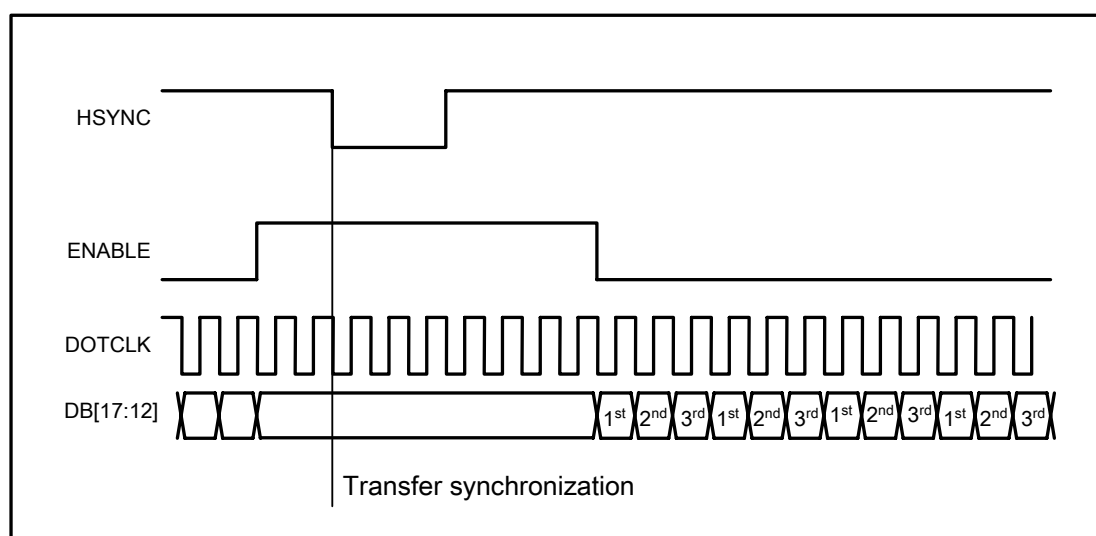 HSYNC
ENABLE
DOTCLK
DB[17:12]
1st 2nd 3rd 1st 2nd 3rd 1st 2nd 3rd 1st 2nd 3rd
Transfer synchronization